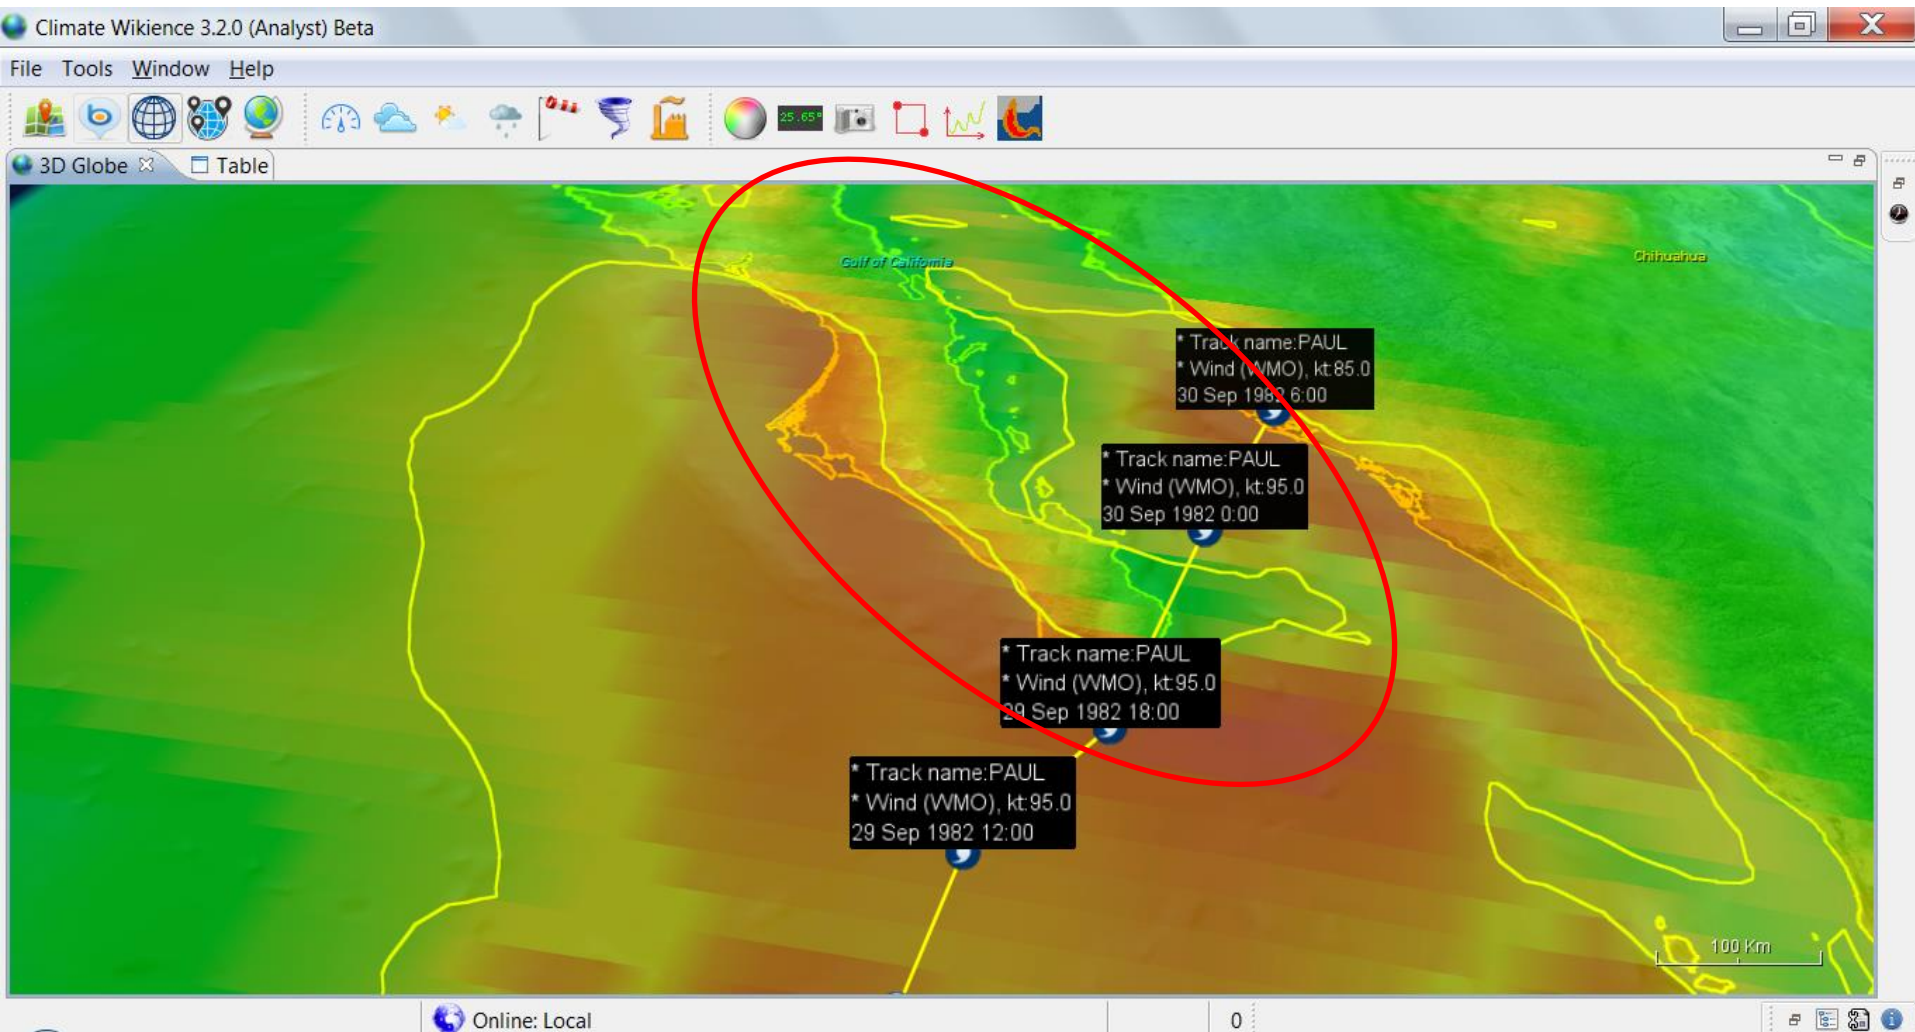 Climate Wikience 3.2.0 (Analyst) Beta
File Tools Window Help
25.65°
3D Globe Table
Gulf of California
Chihuahua
* Track name:PAUL
* Wind (WMO), kt:85.0
30 Sep 1982 6:00
* Track name:PAUL
* Wind (WMO), kt:95.0
30 Sep 1982 0:00
* Track name:PAUL
* Wind (WMO), kt:95.0
29 Sep 1982 18:00
* Track name:PAUL
* Wind (WMO), kt:95.0
29 Sep 1982 12:00
100 Km
Online: Local 0